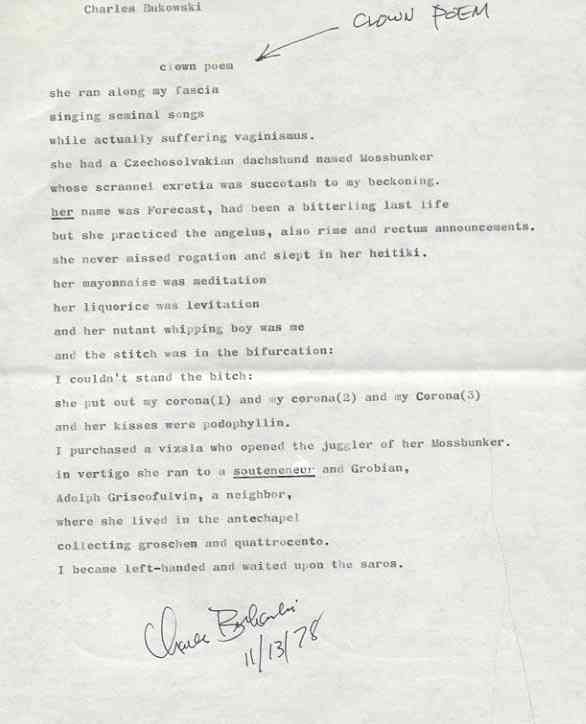 Charles Bukowski
CLOWN POEM
clown poem
she ran along my fascia
singing seminal songs
while actually suffering vaginismus.
she had a Czechosolvakian dachshund named Mossbunker
whose scrannel exretia was succotash to my beckoning.
her name was Forecast, had been a bitterling last life
but she practiced the angelus, also rime and rectum announcements.
she never missed rogation and slept in her heitiki.
her mayonnaise was meditation
her liquorice was levitation
and her nutant whipping boy was me
and the stitch was in the bifurcation:
I couldn't stand the bitch:
she put out my corona(1) and my corona(2) and my Corona(3)
and her kisses were podophyllin.
I purchased a vizsla who opened the juggler of her Mossbunker.
in vertigo she ran to a souteneneur and Grobian,
Adolph Griseofulvin, a neighbor,
where she lived in the antechapel
collecting groschen and quattrocento.
I became left-handed and waited upon the saros.
Charles Bukowski
11/13/78